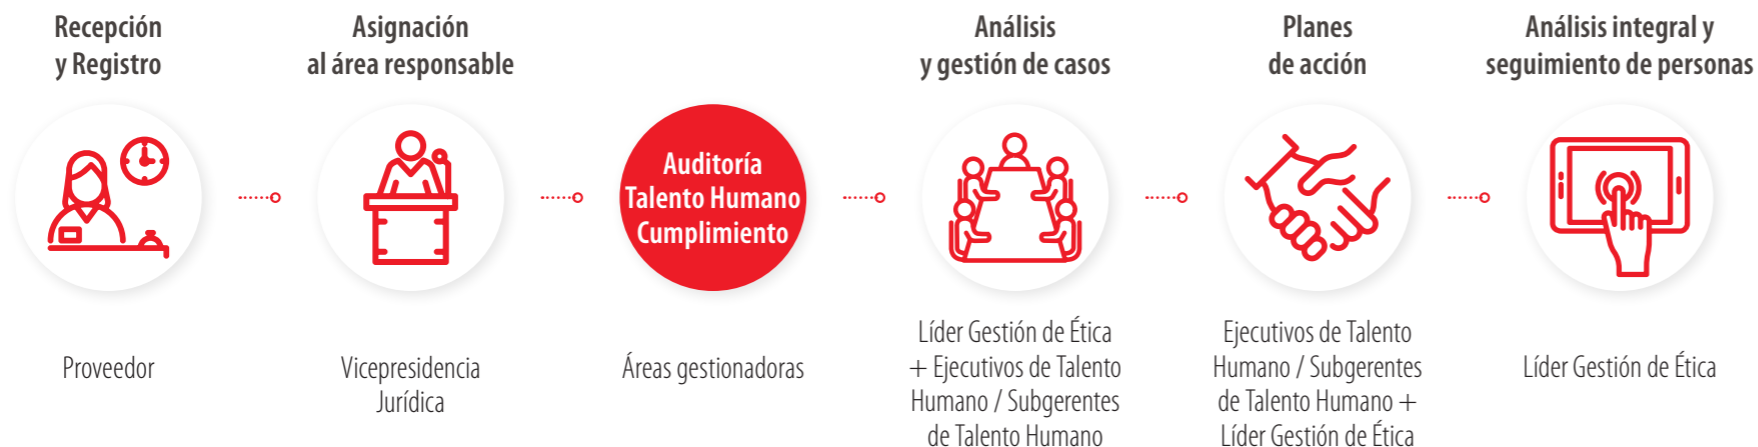 Recepción
y Registro
Asignación
al área responsable
Análisis
y gestión de casos
Planes
de acción
Análisis integral y
seguimiento de personas
Auditoría
Talento Humano
Cumplimiento
Proveedor
Vicepresidencia
Jurídica
Áreas gestionadoras
Líder Gestión de Ética
+ Ejecutivos de Talento
Humano / Subgerentes
de Talento Humano
Ejecutivos de Talento
Humano / Subgerentes
de Talento Humano +
Líder Gestión de Ética
Líder Gestión de Ética